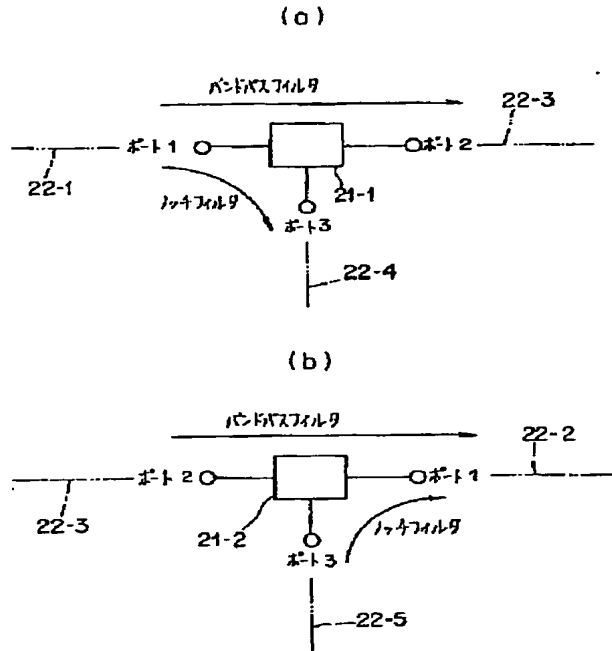 (a)
バンドパスフィルタ
22-3
ポート1
ポート2
22-1
21-1
ノッチフィルタ
ポート3
22-4
(b)
バンドパスフィルタ
22-2
ポート2
ポート1
22-3
21-2
ノッチフィルタ
ポート3
22-5